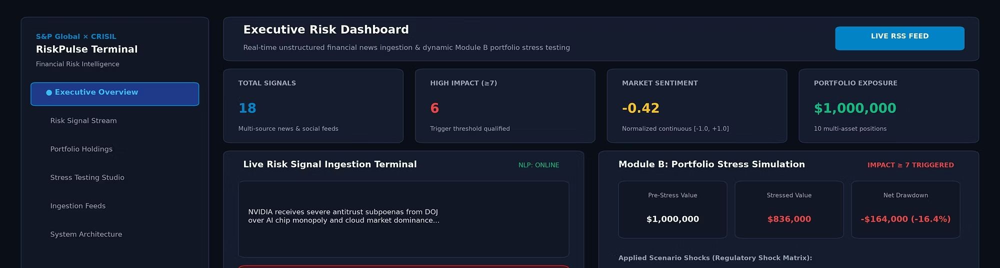 S&P Global × CRISIL
RiskPulse Terminal
Financial Risk Intelligence
● Executive Overview
Risk Signal Stream
Portfolio Holdings
Stress Testing Studio
Ingestion Feeds
System Architecture
Executive Risk Dashboard
Real-time unstructured financial news ingestion & dynamic Module B portfolio stress testing
LIVE RSS FEED
TOTAL SIGNALS
18
Multi-source news & social feeds
HIGH IMPACT (≥7)
6
Trigger threshold qualified
MARKET SENTIMENT
-0.42
Normalized continuous [-1.0, +1.0]
PORTFOLIO EXPOSURE
$1,000,000
10 multi-asset positions
Live Risk Signal Ingestion Terminal
NLP: ONLINE
NVIDIA receives severe antitrust subpoenas from DOJ
over AI chip monopoly and cloud market dominance...
Module B: Portfolio Stress Simulation
IMPACT ≥ 7 TRIGGERED
Pre-Stress Value
$1,000,000
Stressed Value
$836,000
Net Drawdown
-$164,000 (-16.4%)
Applied Scenario Shocks (Regulatory Shock Matrix):